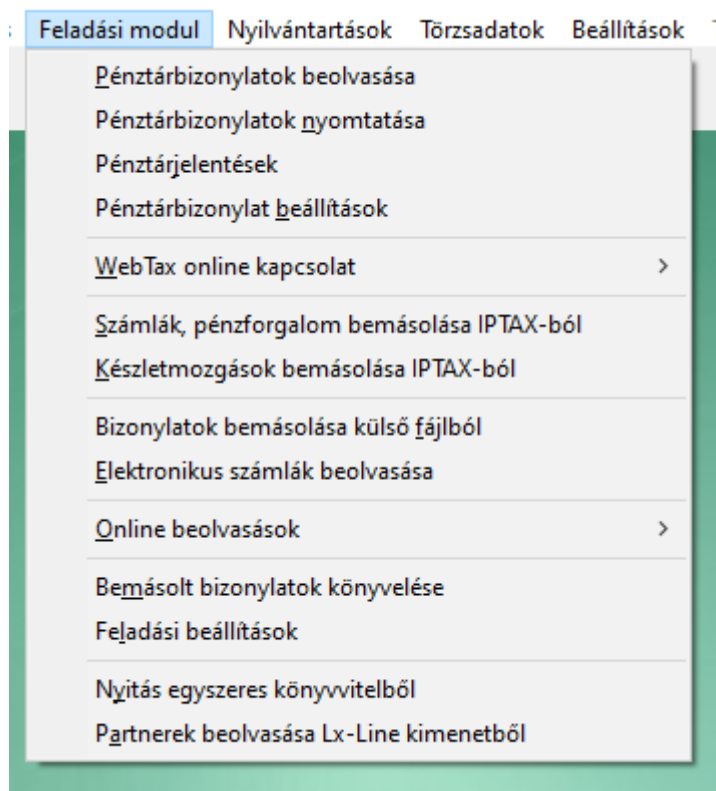 Feladási modul Nyilvántartások Törzsadatok Beállítások
Pénztárbizonylatok beolvasása
Pénztárbizonylatok nyomtatása
Pénztárjelentések
Pénztárbizonylat beállítások
WebTax online kapcsolat
Számlák, pénzforgalom bemásolása IPTAX-ból
Készletmozgások bemásolása IPTAX-ból
Bizonylatok bemásolása külső fájlból
Elektronikus számlák beolvasása
Online beolvasások
Bemásolt bizonylatok könyvelése
Feladási beállítások
Nyitás egyszeres könyvvitelből
Partnerek beolvasása Lx-Line kimenetből